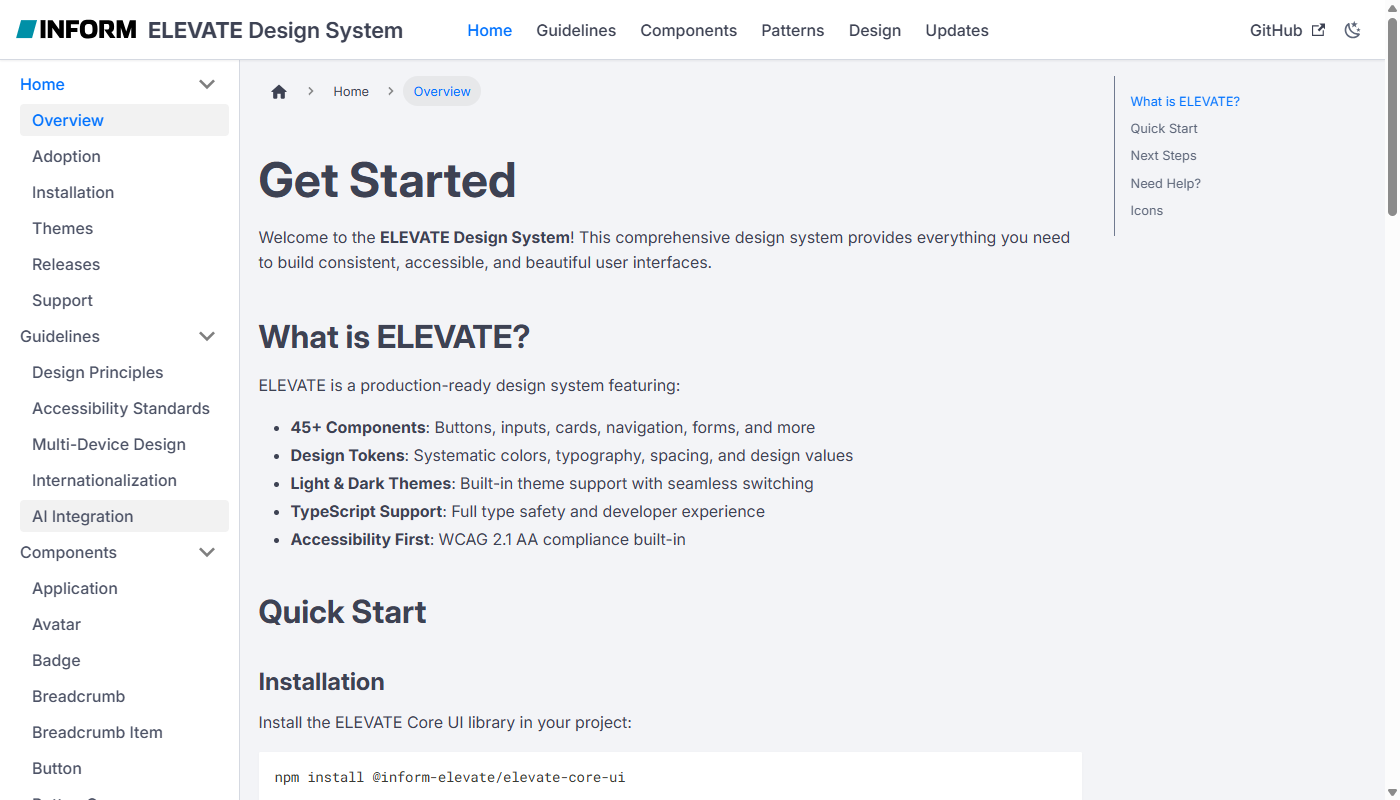 INFORM ELEVATE Design System
Home Guidelines Components Patterns Design Updates
GitHub
Home
Overview
Adoption
Installation
Themes
Releases
Support
Guidelines
Design Principles
Accessibility Standards
Multi-Device Design
Internationalization
AI Integration
Components
Application
Avatar
Badge
Breadcrumb
Breadcrumb Item
Button
Home
Overview
Get Started
Welcome to the ELEVATE Design System! This comprehensive design system provides everything you need
to build consistent, accessible, and beautiful user interfaces.
What is ELEVATE?
ELEVATE is a production-ready design system featuring:
• 45+ Components: Buttons, inputs, cards, navigation, forms, and more
• Design Tokens: Systematic colors, typography, spacing, and design values
• Light & Dark Themes: Built-in theme support with seamless switching
• TypeScript Support: Full type safety and developer experience
• Accessibility First: WCAG 2.1 AA compliance built-in
Quick Start
Installation
Install the ELEVATE Core UI library in your project:
npm install @inform-elevate/elevate-core-ui
What is ELEVATE?
Quick Start
Next Steps
Need Help?
Icons